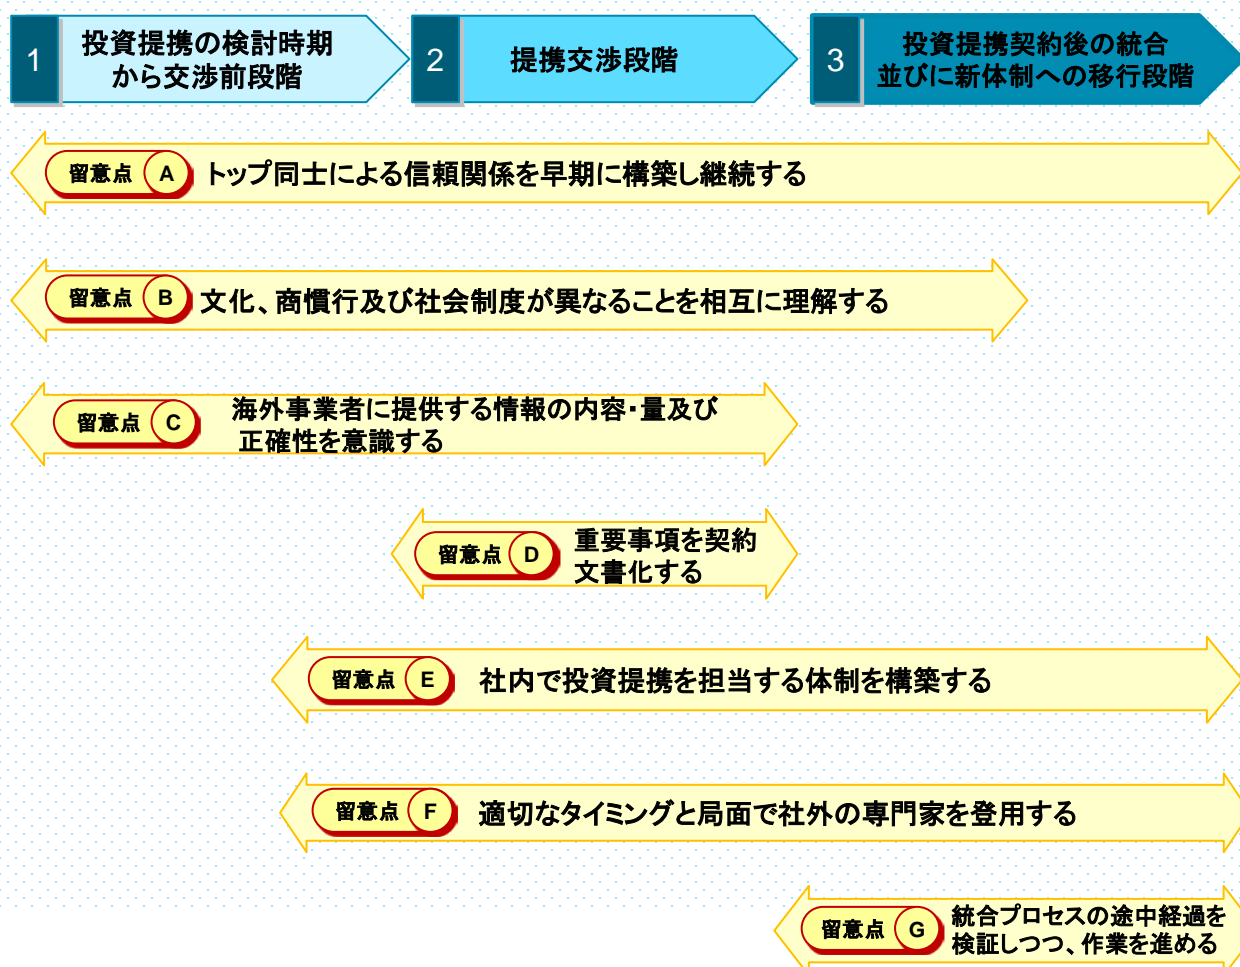 1
投資提携の検討時期
から交渉前段階
2
提携交渉段階
3
投資提携契約後の統合
並びに新体制への移行段階
留意点 A トップ同士による信頼関係を早期に構築し継続する
留意点 B 文化、商慣行及び社会制度が異なることを相互に理解する
留意点 C 海外事業者に提供する情報の内容・量及び
正確性を意識する
留意点 D 重要事項を契約
文書化する
留意点 E 社内で投資提携を担当する体制を構築する
留意点 F 適切なタイミングと局面で社外の専門家を登用する
留意点 G 統合プロセスの途中経過を
検証しつつ、作業を進める